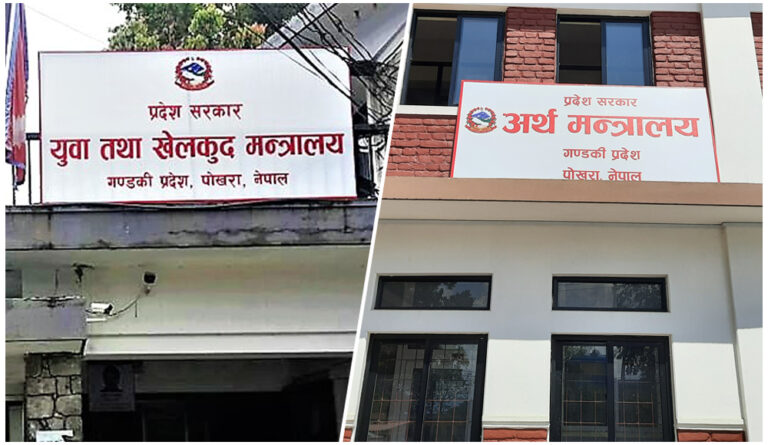 प्रदेश सरकार
युवा तथा खेलकुद मन्त्रालय
गण्डकी प्रदेश, पोखरा, नेपाल
प्रदेश सरकार
अर्थ मन्त्रालय
गण्डकी प्रदेश
पोखरा, नेपाल